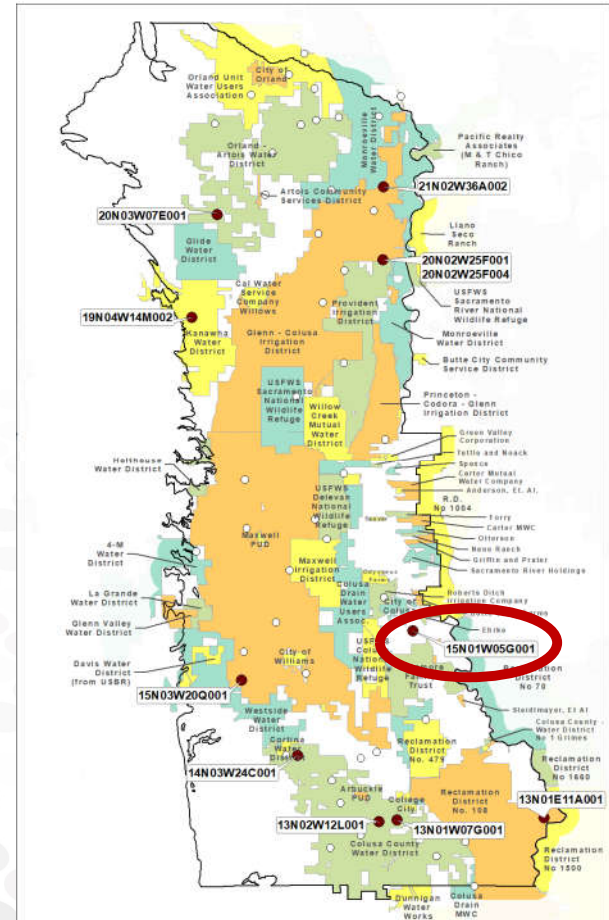 Orland Unit
Water Users
Association
City of
Orland
Orland -
Artois Water
District
Monroeville
Water District
Pacific Realty
Associates
(M & T Chico
Ranch)
21N02W36A002
Artois Community
Services District
20N03W07E001
Glide
Water
District
Llano
Seco
Ranch
20N02W25F001
20N02W25F004
Cal Water
Service
Company
Willows
USFWS
Sacramento
River National
Wildlife Refuge
Provident
Irrigation
District
19N04W14M002
Kanawha
Water
District
Glenn - Colusa
Irrigation
District
Monroeville
Water District
Butte City Community
Service District
USFWS
Sacramento
National
Wildlife
Refuge
Willow
Creek
Mutual
Water
District
Princeton -
Codora - Glenn
Irrigation District
Green Valley
Corporation
Tuttle and Noack
Spence
Carter Mutual
Water Company
Anderson, Et. Al.
R.D.
No 1004
Holthouse
Water District
USFWS
Delevan
National
Wildlife
Refuge
Forry
Carter MWC
Otterson
Nene Ranch
Griffin and Prater
Sacramento River Holdings
Maxwell
PUD
4-M
Water
District
Maxwell
Irrigation
District
Colusa
Drain
Water
Users
Assoc.
Roberts Ditch
Irrigation Company
City of
Colusa
La Grande
Water District
Glenn Valley
Water District
Ehrke
15N01W05G001
City of
Williams
Davis Water
District
(from USBR)
15N03W20Q001
Farm
Trust
Reclamation
District
No 70
Westside
Water
District
Steidlmayer, Et Al
Colusa County -
Water District
No 1 Grimes
Cortina
Water
District
14N03W24C001
Reclamation
District
No. 479
Reclamation
District
No 1660
Arbuckle
PUD
College
City
Reclamation
District
No 108
13N01E11A001
13N02W12L001
13N01W07G001
Colusa County
Water District
Reclamation
District
No 1500
Dunnigan
Water
Works
Colusa
Drain
MWC